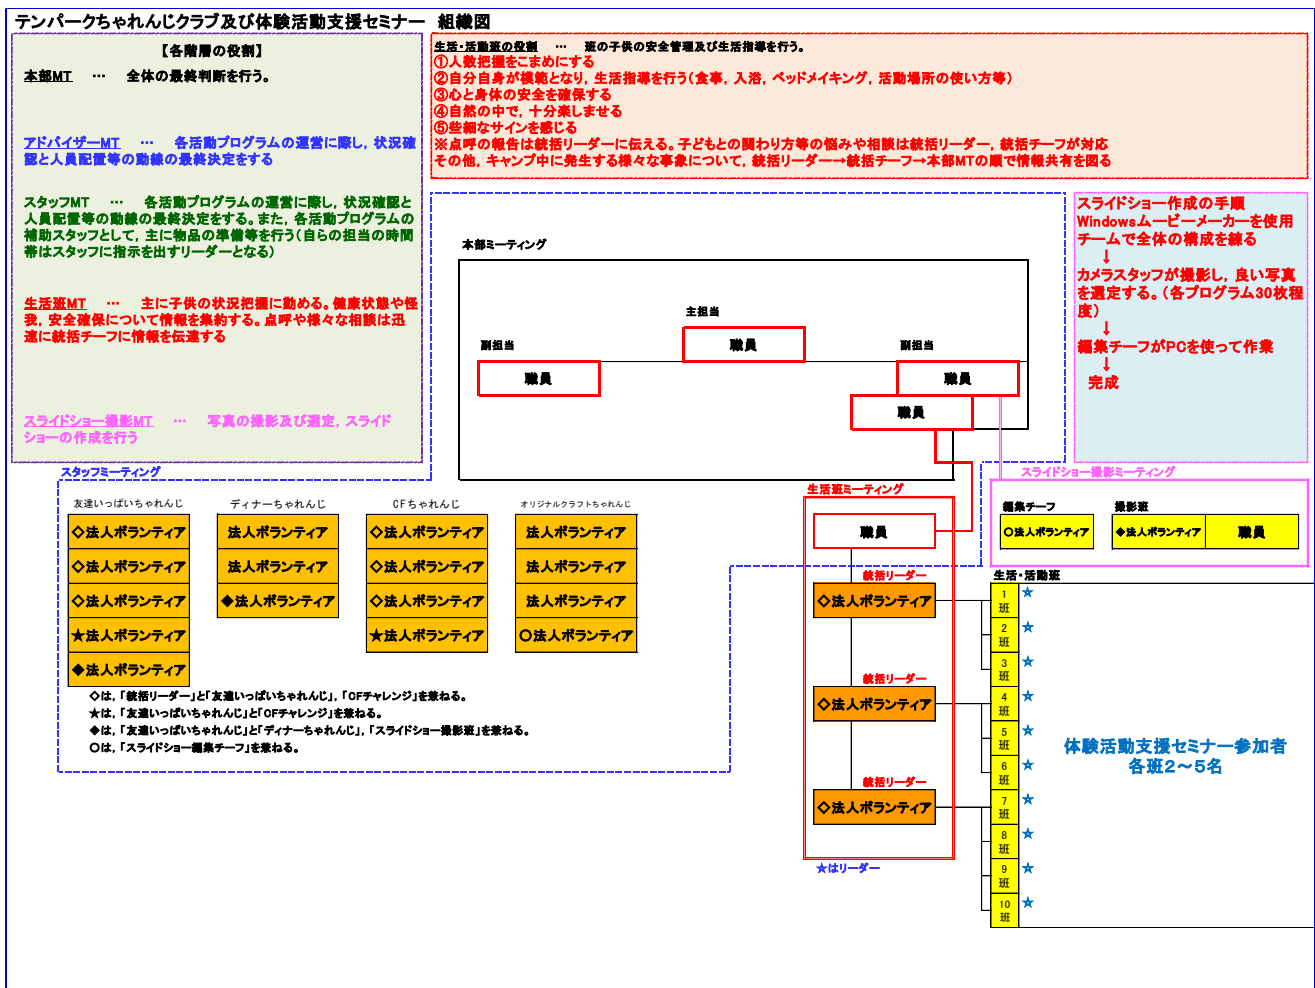 テンパークちゃれんじクラブ及び体験活動支援セミナー　組織図
【各階層の役割】
本部MT　…　全体の最終判断を行う。
アドバイザーMT　…　各活動プログラムの運営に際し，状況確
認と人員配置等の動線の最終決定をする
スタッフMT　…　各活動プログラムの運営に際し，状況確認と
人員配置等の動線の最終決定をする。また，各活動プログラムの
補助スタッフとして，主に物品の準備等を行う（自らの担当の時間
帯はスタッフに指示を出すリーダーとなる）
生活班MT　…　主に子供の状況把握に勤める。健康状態や怪
我，安全確保について情報を集約する。点呼や様々な相談は迅
速に統括チーフに情報を伝達する
スライドショー撮影MT　…　写真の撮影及び選定，スライド
ショーの作成を行う
生活・活動班の役割　…　班の子供の安全管理及び生活指導を行う。
①人数把握をこまめにする
②自分自身が模範となり，生活指導を行う（食事，入浴，ベッドメイキング，活動場所の使い方等）
③心と身体の安全を確保する
④自然の中で，十分楽しませる
⑤些細なサインを感じる
※点呼の報告は統括リーダーに伝える。子どもとの関わり方等の悩みや相談は統括リーダー，統括チーフが対応
その他，キャンプ中に発生する様々な事象について，統括リーダー→統括チーフ→本部MTの順で情報共有を図る
スライドショー作成の手順
Windowsムービーメーカーを使用
チームで全体の構成を練る
↓
カメラスタッフが撮影し，良い写真
を選定する。（各プログラム30枚程
度）
↓
編集チーフがPCを使って作業
↓
完成
本部ミーティング
主担当
職員
副担当
職員
副担当
職員
職員
スタッフミーティング
友達いっぱいちゃれんじ
◇法人ボランティア
◇法人ボランティア
◇法人ボランティア
★法人ボランティア
◆法人ボランティア
ディナーちゃれんじ
法人ボランティア
法人ボランティア
◆法人ボランティア
CFちゃれんじ
◇法人ボランティア
◇法人ボランティア
◇法人ボランティア
★法人ボランティア
オリジナルクラフトちゃれんじ
法人ボランティア
法人ボランティア
法人ボランティア
○法人ボランティア
◇は，「統括リーダー」と「友達いっぱいちゃれんじ」，「CFチャレンジ」を兼ねる。
★は，「友達いっぱいちゃれんじ」と「CFチャレンジ」を兼ねる。
◆は，「友達いっぱいちゃれんじ」と「ディナーちゃれんじ」，「スライドショー撮影班」を兼ねる。
○は，「スライドショー編集チーフ」を兼ねる。
生活班ミーティング
職員
統括リーダー
◇法人ボランティア
統括リーダー
◇法人ボランティア
統括リーダー
◇法人ボランティア
☆はリーダー
スライドショー撮影ミーティング
編集チーフ
○法人ボランティア
撮影班
◆法人ボランティア 職員
生活・活動班
1班 ☆
2班 ☆
3班 ☆
4班 ☆
5班 ☆
6班 ☆
7班 ☆
8班 ☆
9班 ☆
10班 ☆
体験活動支援セミナー参加者
各班２～５名